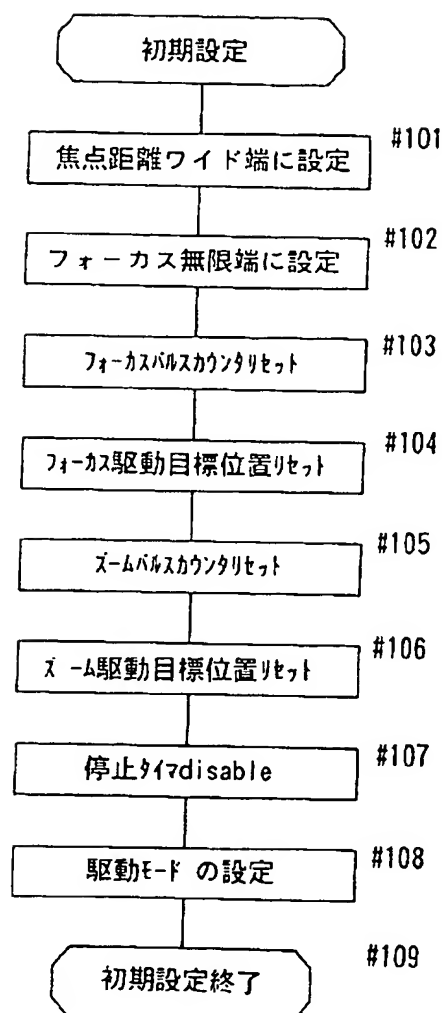 初期設定
#101
焦点距離ワイド端に設定
#102
フォーカス無限端に設定
#103
ﾌｫｰｶｽﾊﾟﾙｽｶｳﾝﾀﾘｾｯﾄ
#104
ﾌｫｰｶｽ駆動目標位置ﾘｾｯﾄ
#105
ｽﾞｰﾑﾊﾟﾙｽｶｳﾝﾀﾘｾｯﾄ
#106
ｽﾞｰﾑ駆動目標位置ﾘｾｯﾄ
#107
停止ﾀｲﾏdisable
#108
駆動ﾓｰﾄﾞの設定
#109
初期設定終了